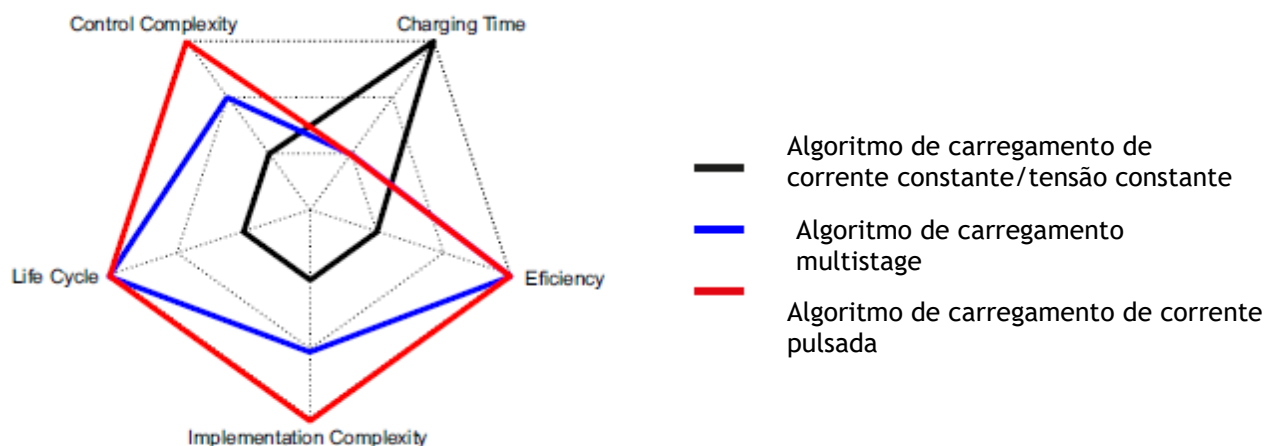 Control Complexity
Charging Time
Life Cycle
Eficiency
Implementation Complexity
Algoritmo de carregamento de
corrente constante/tensão constante
Algoritmo de carregamento
multistage
Algoritmo de carregamento de corrente
pulsada